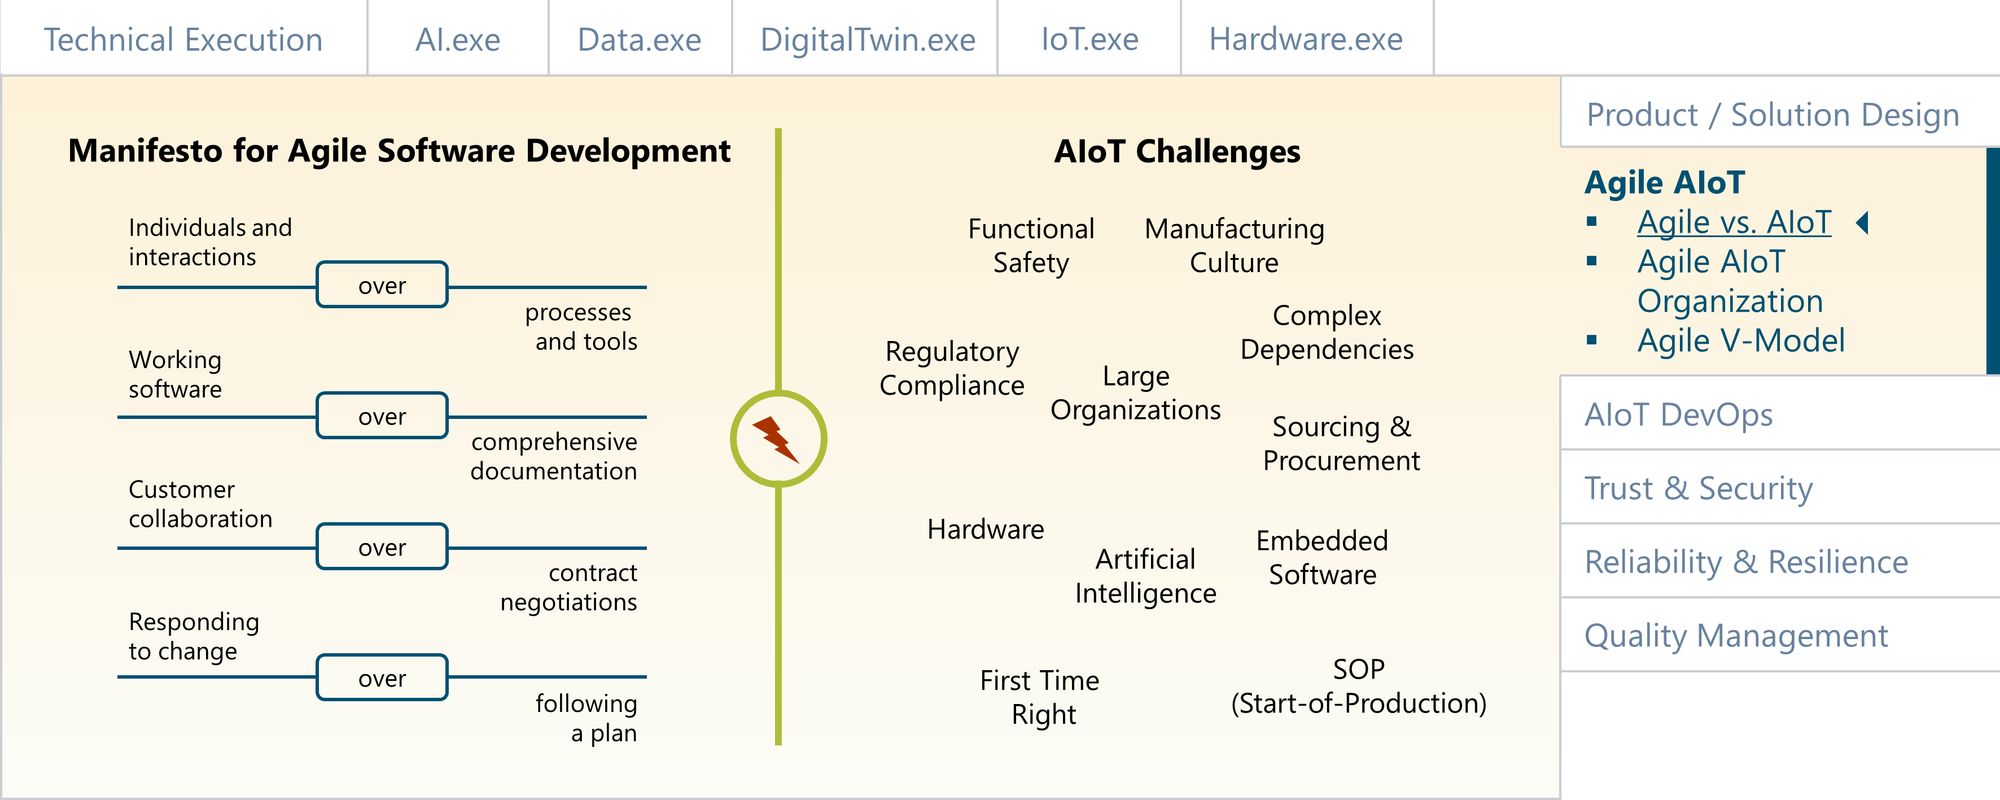 Technical Execution
AI.exe
Data.exe
DigitalTwin.exe
IoT.exe
Hardware.exe
Manifesto for Agile Software Development
Individuals and
interactions
over
processes
and tools
Working
software
over
comprehensive
documentation
Customer
collaboration
over
contract
negotiations
Responding
to change
over
following
a plan
AIoT Challenges
Functional
Safety
Manufacturing
Culture
Complex
Dependencies
Regulatory
Compliance
Large
Organizations
Sourcing &
Procurement
Hardware
Artificial
Intelligence
Embedded
Software
First Time
Right
SOP
(Start-of-Production)
Product / Solution Design
Agile AIoT
▪ Agile vs. AIoT
▪ Agile AIoT
Organization
▪ Agile V-Model
AIoT DevOps
Trust & Security
Reliability & Resilience
Quality Management